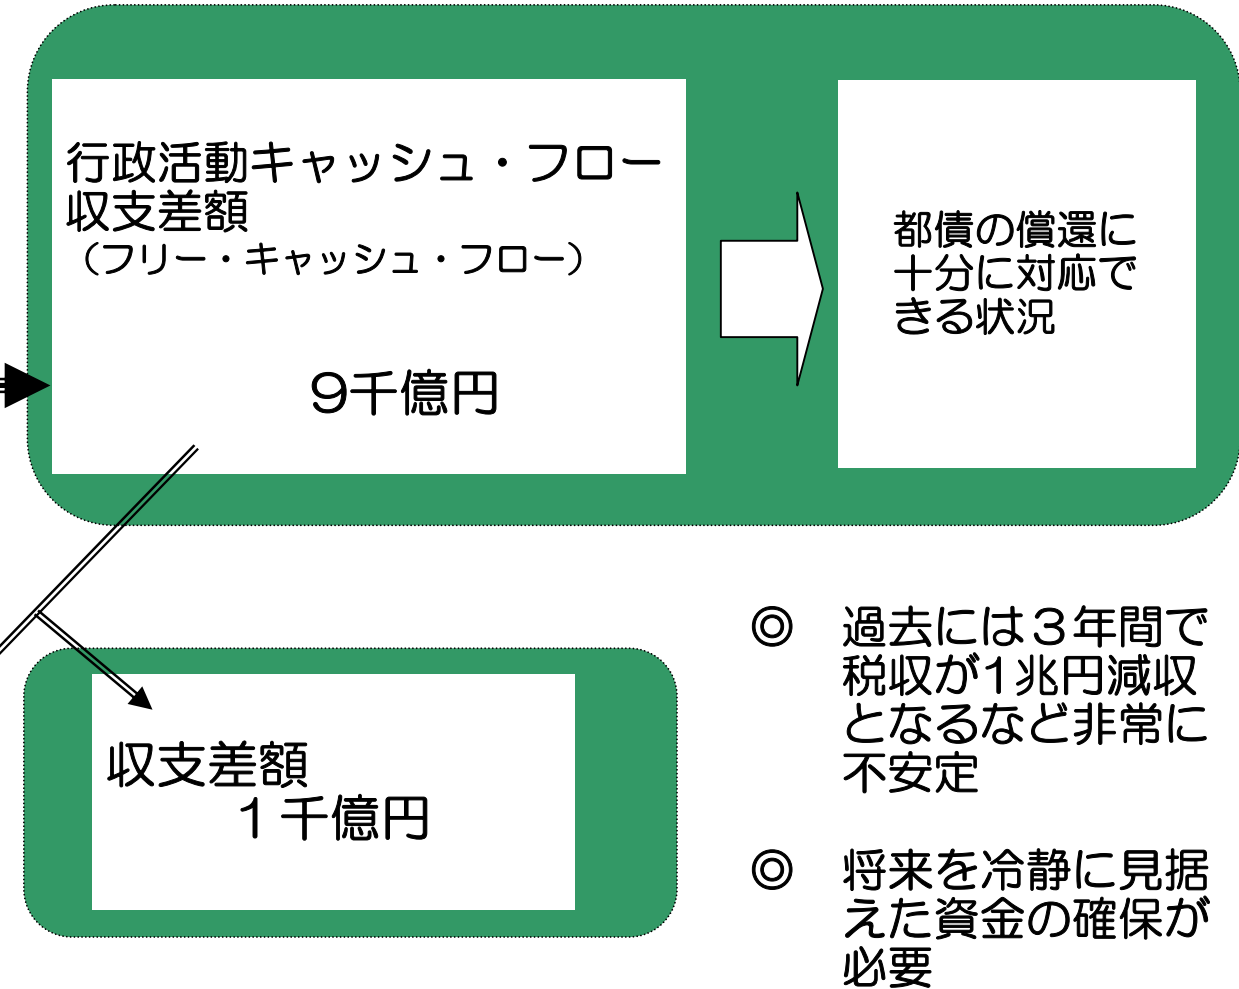 行政活動キャッシュ・フロー
収支差額
（フリー・キャッシュ・フロー）
９千億円
都債の償還に
十分に対応で
きる状況
収支差額
１千億円
◎　過去には３年間で
税収が1兆円減収
となるなど非常に
不安定
◎　将来を冷静に見据
えた資金の確保が
必要